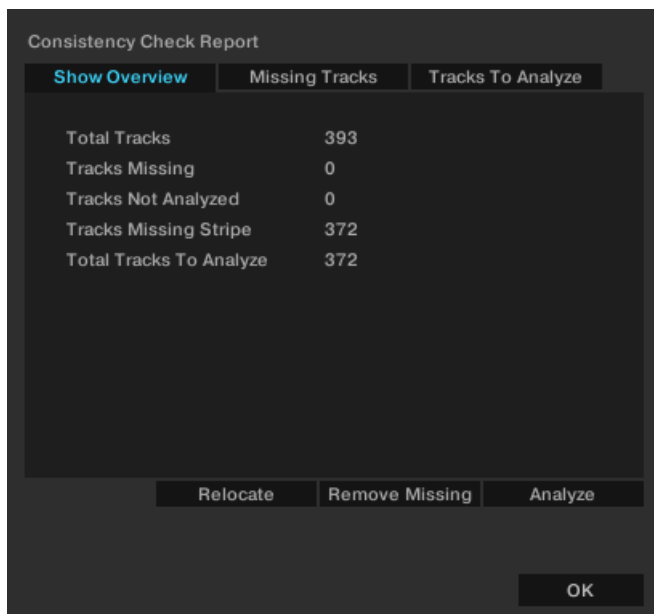 Consistency Check Report
Show Overview Missing Tracks Tracks To Analyze
Total Tracks 393
Tracks Missing 0
Tracks Not Analyzed 0
Tracks Missing Stripe 372
Total Tracks To Analyze 372
Relocate Remove Missing Analyze
OK